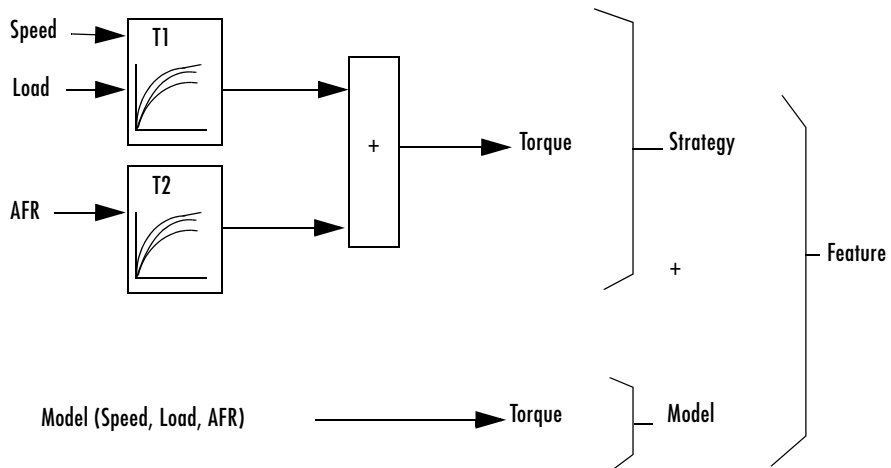 Speed
T1
Load
+
Torque
Strategy
T2
AFR
Feature
+
Model (Speed, Load, AFR)
Torque
Model